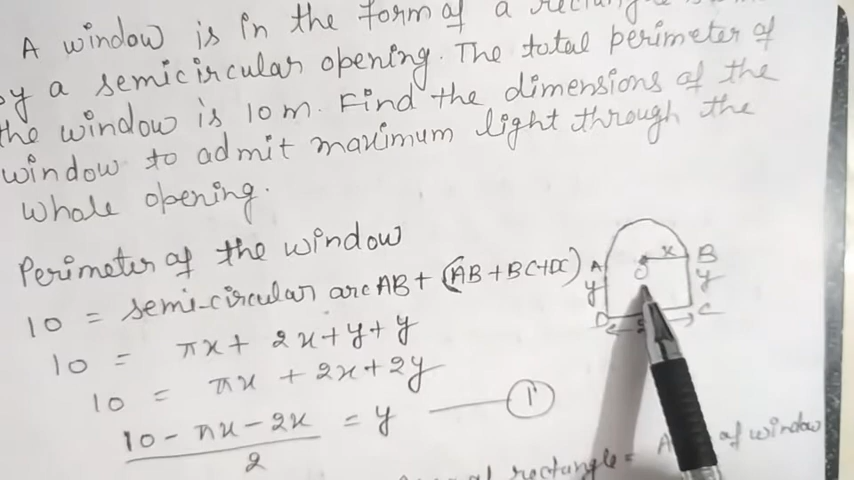 A window is in the form of a
by a semicircular opening. The total perimeter of
the window is 10 m. Find the dimensions of the
window to admit maximum light through the
whole opening.
Perimeter of the window
10 = semi-circular arc AB + (AB + BC + DC)
10 = πx + 2x + y + y
10 = πx + 2x + 2y
10 - πx - 2x = y — 1
2
A x B
O
y y
D C
rectangle = A of window